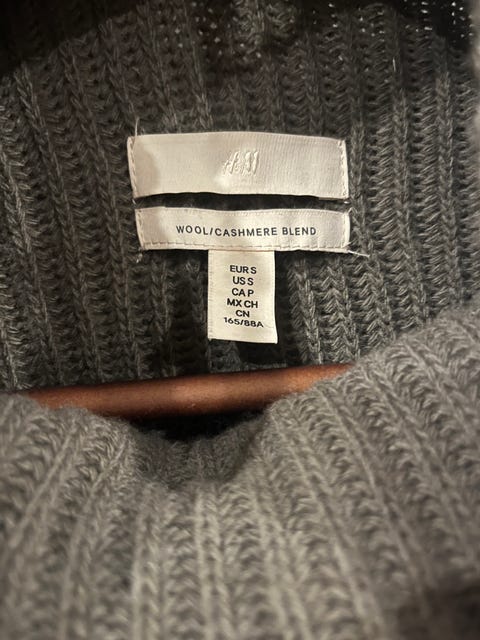 H&M
WOOL/CASHMERE BLEND
EUR S
US S
CA P
MX CH
CN
165/88A